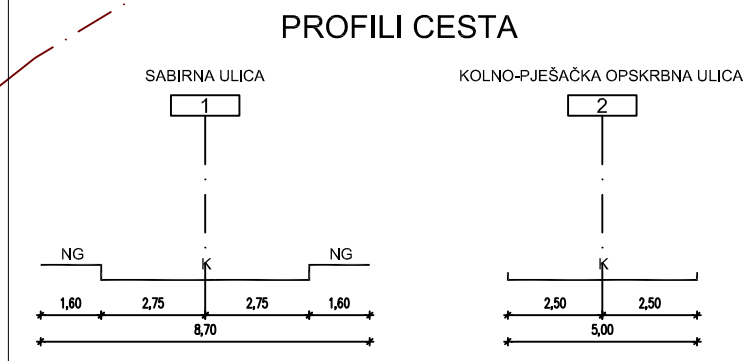 PROFILI CESTA
SABIRNA ULICA
1
NG K NG
1,60 2,75 2,75 1,60
8,70
KOLNO-PJEŠAČKA OPSKRBNA ULICA
2
K
2,50 2,50
5,00